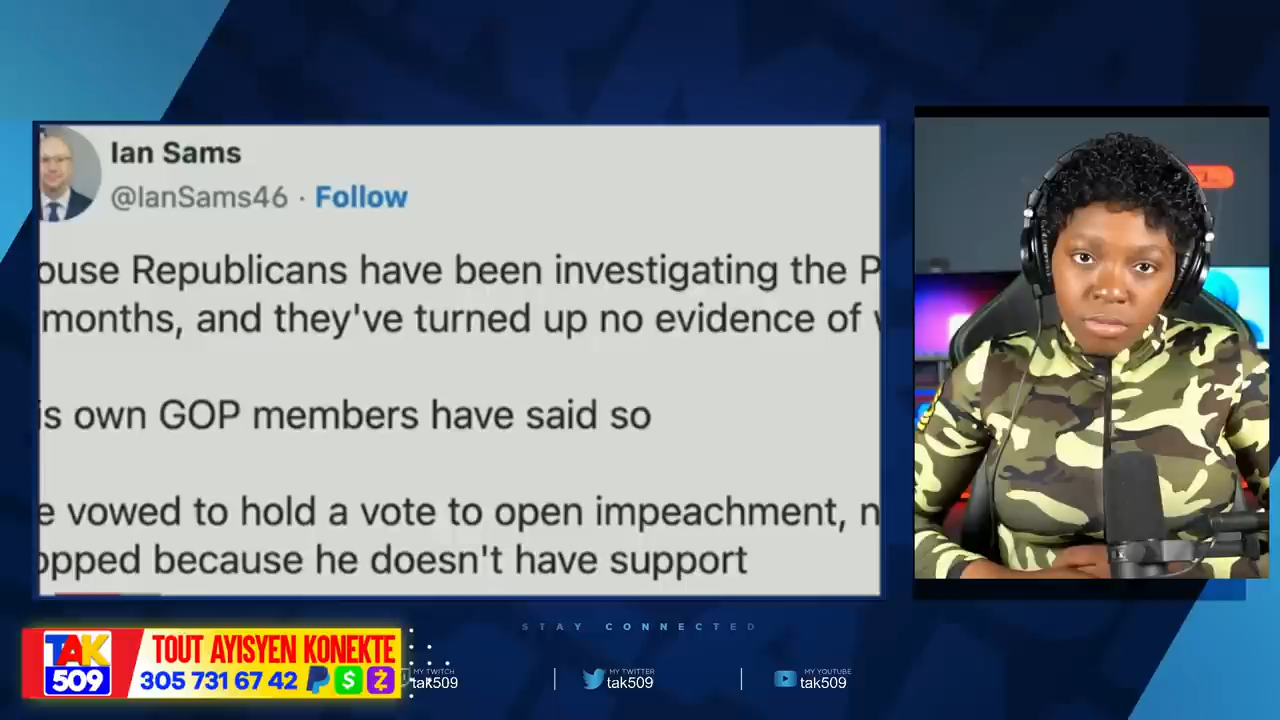 Ian Sams
@IanSams46 · Follow
ouse Republicans have been investigating the P
months, and they've turned up no evidence of
is own GOP members have said so
e vowed to hold a vote to open impeachment, n
opped because he doesn't have support
STAY CONNECTED
TAK
509
TOUT AYISYEN KONEKTE
305 731 67 42
MY TWITCH
tak509
MY TWITTER
tak509
MY YOUTUBE
tak509